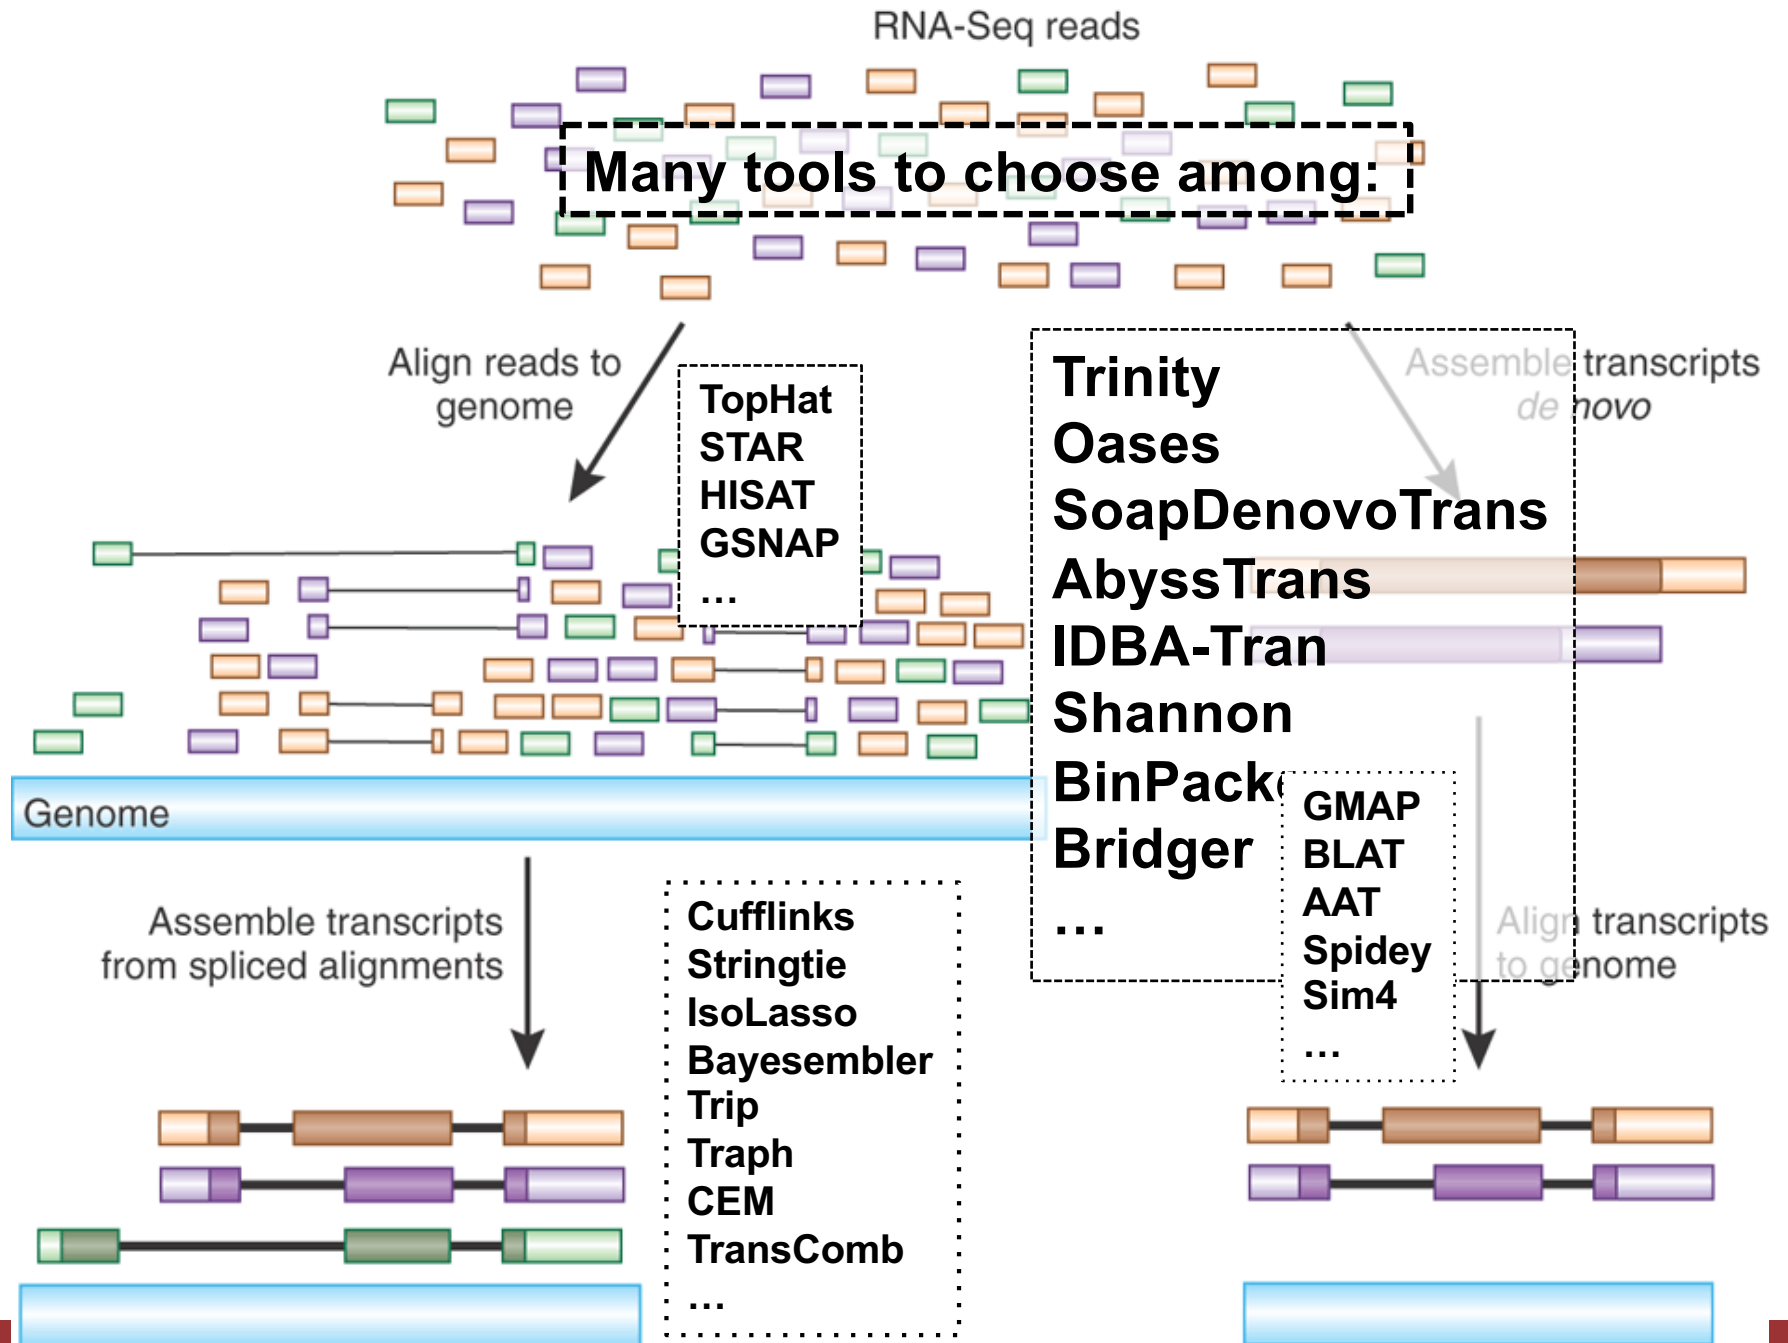 RNA-Seq reads
Many tools to choose among:
Align reads to
genome
TopHat
STAR
HISAT
GSNAP
…
Trinity
Oases
SoapDenovoTrans
AbyssTrans
IDBA-Tran
Shannon
BinPacke
Bridger
…
Assemble transcripts
de novo
Genome
Assemble transcripts
from spliced alignments
Cufflinks
Stringtie
IsoLasso
Bayesembler
Trip
Traph
CEM
TransComb
…
GMAP
BLAT
AAT
Spidey
Sim4
…
Align transcripts
to genome